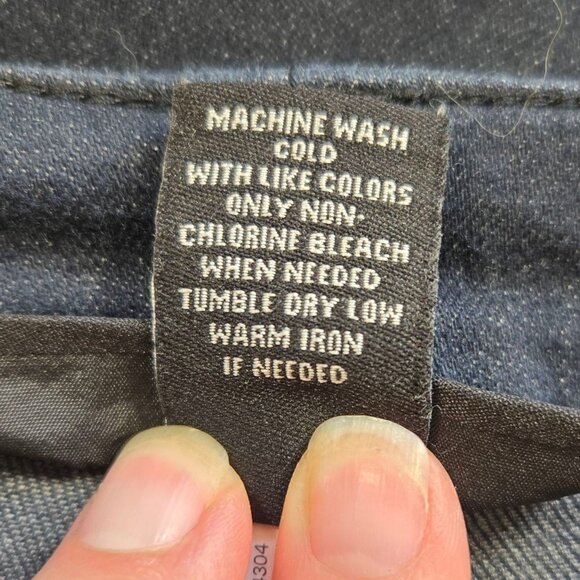 MACHINE WASH
COLD
WITH LIKE COLORS
ONLY NON-
CHLORINE BLEACH
WHEN NEEDED
TUMBLE DRY LOW
WARM IRON
IF NEEDED